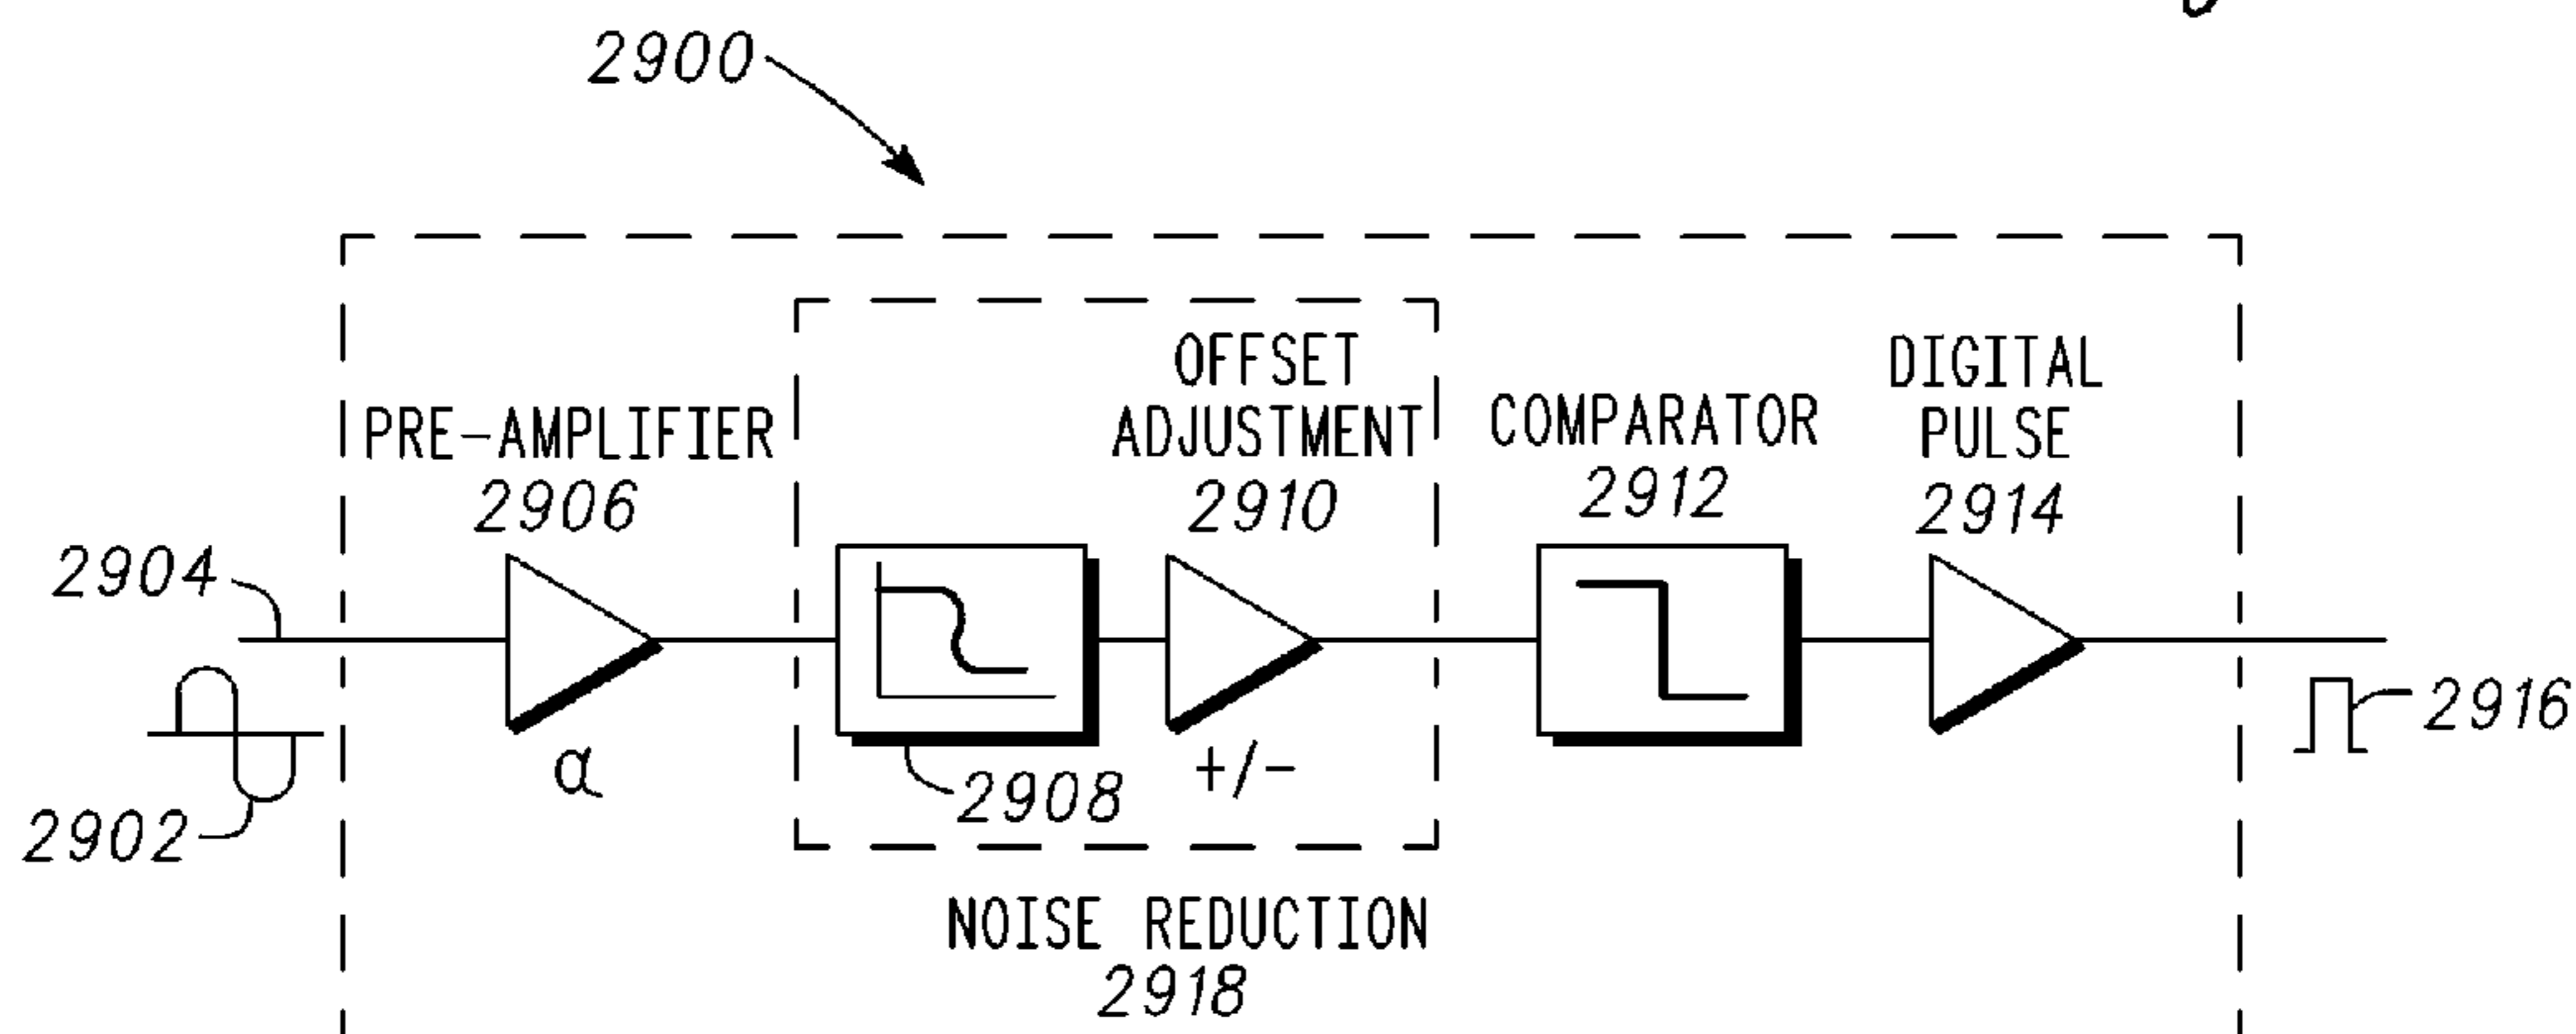 2900
OFFSET
ADJUSTMENT
2910
DIGITAL
PULSE
2914
PRE-AMPLIFIER
2906
COMPARATOR
2912
2904
2902
α
2908
+/-
2916
NOISE REDUCTION
2918